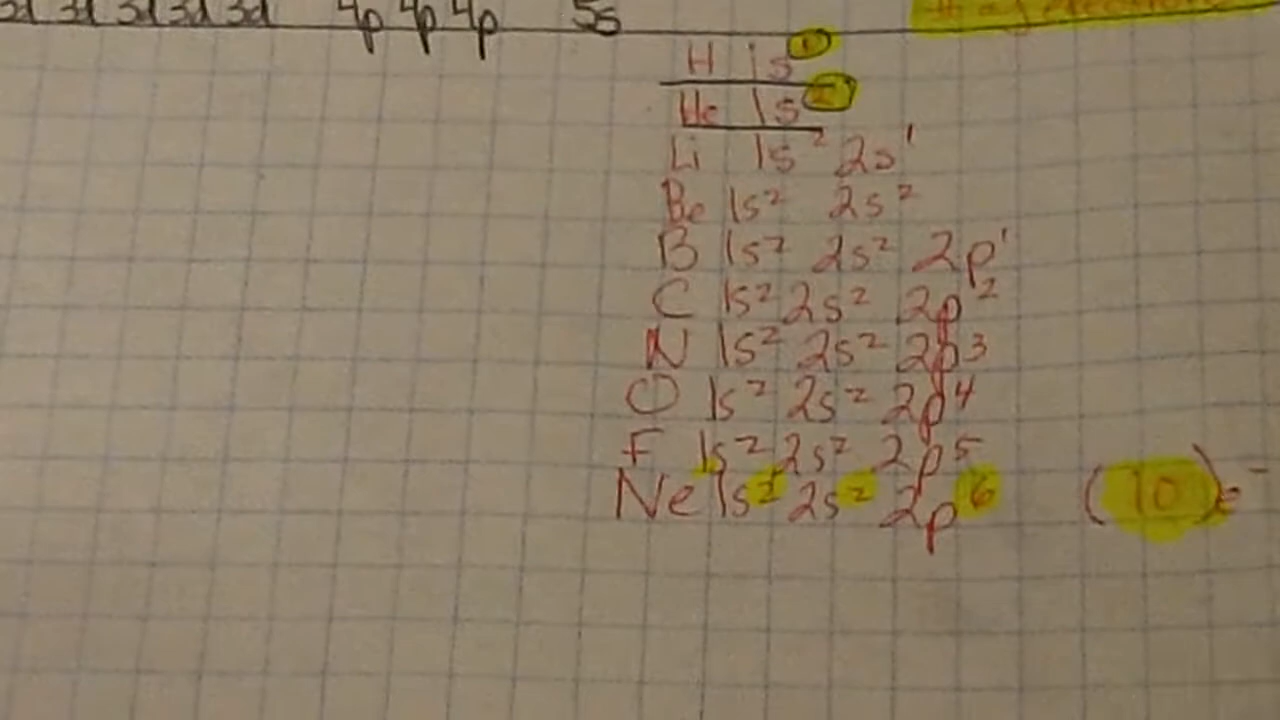 3d 3d 3d 3d 3d 4p 4p 4p 5s
# of electrons
H 1s¹
He 1s²
Li 1s² 2s¹
Be 1s² 2s²
B 1s² 2s² 2p¹
C 1s² 2s² 2p²
N 1s² 2s² 2p³
O 1s² 2s² 2p⁴
F 1s² 2s² 2p⁵
Ne 1s² 2s² 2p⁶ (10)e⁻